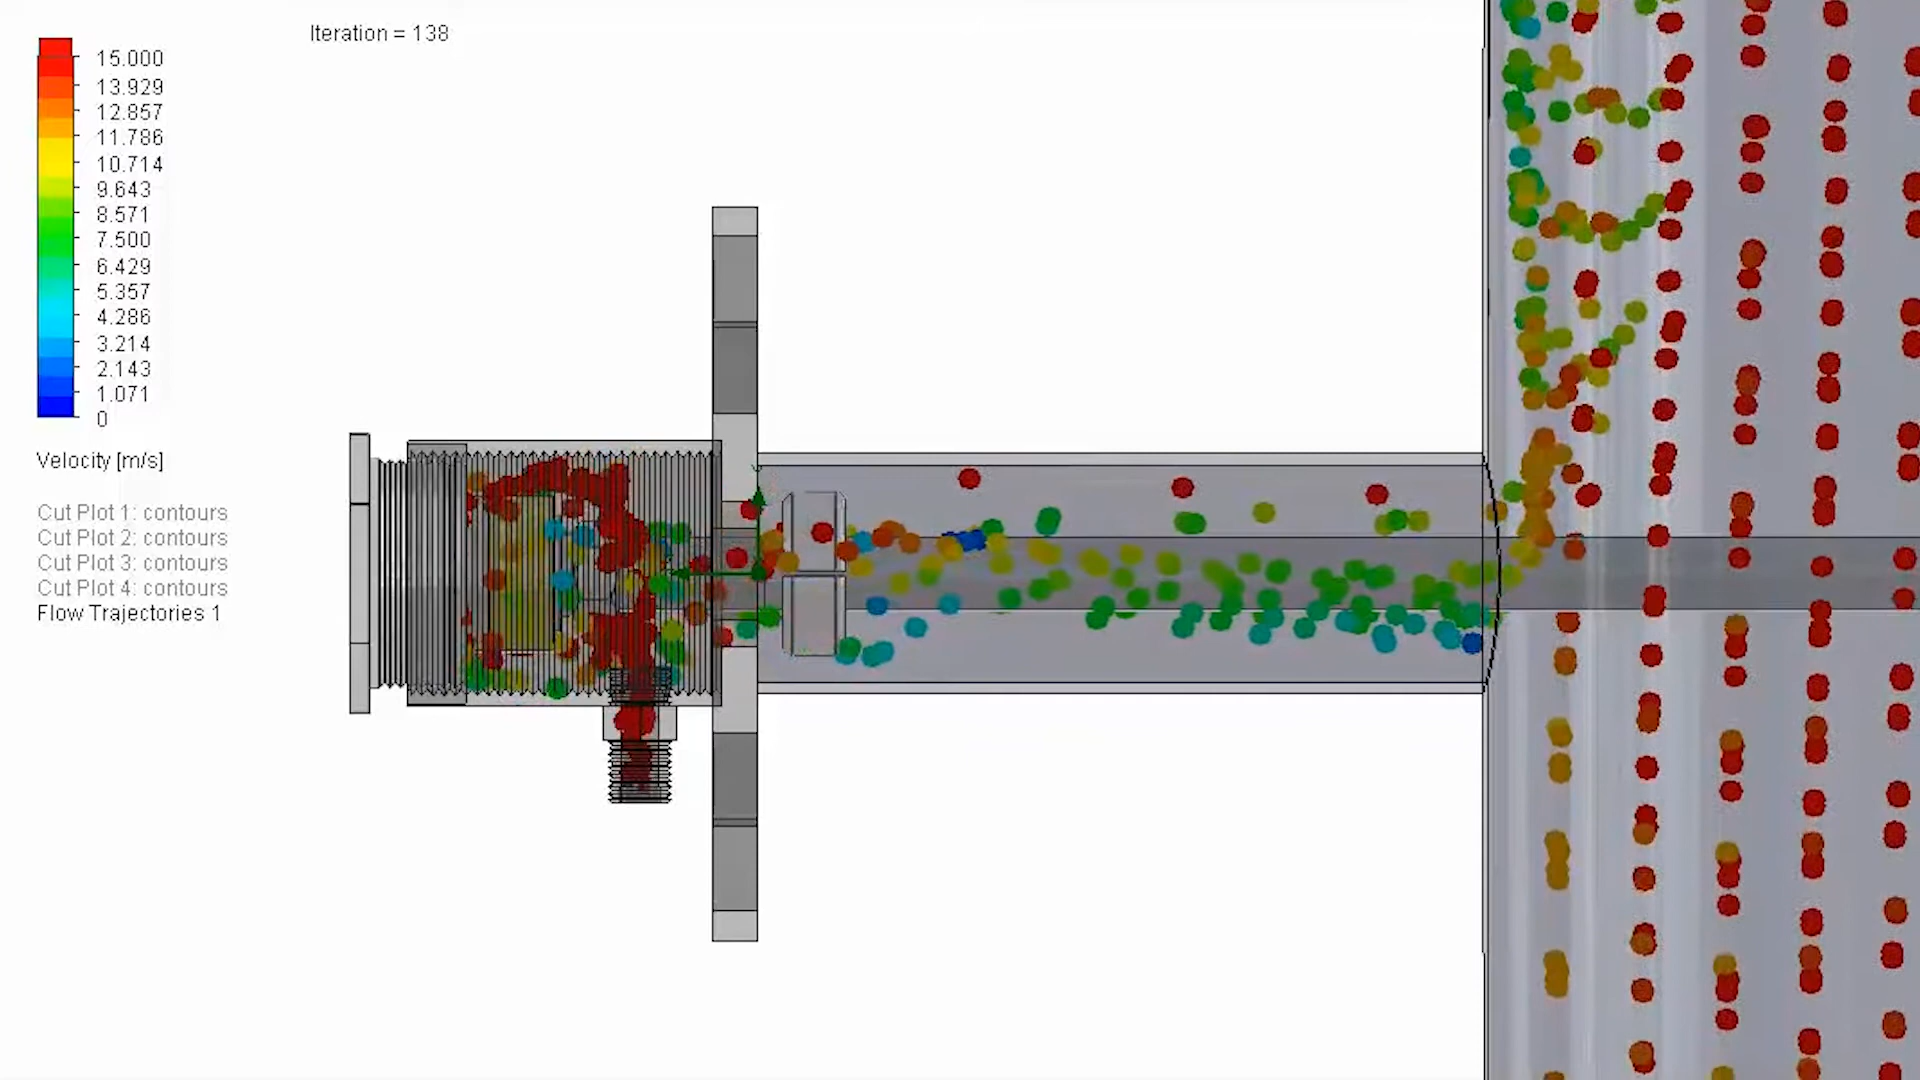 Iteration = 138
15.000
13.929
12.857
11.786
10.714
9.643
8.571
7.500
6.429
5.357
4.286
3.214
2.143
1.071
0
Velocity [m/s]
Cut Plot 1: contours
Cut Plot 2: contours
Cut Plot 3: contours
Cut Plot 4: contours
Flow Trajectories 1